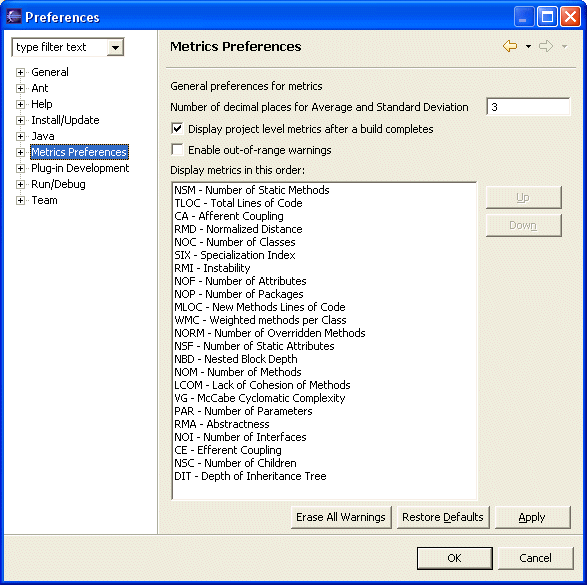 Preferences
type filter text
General
Ant
Help
Install/Update
Java
Metrics Preferences
Plug-in Development
Run/Debug
Team
Metrics Preferences
General preferences for metrics
Number of decimal places for Average and Standard Deviation 3
Display project level metrics after a build completes
Enable out-of-range warnings
Display metrics in this order:
NSM - Number of Static Methods
TLOC - Total Lines of Code
CA - Afferent Coupling
RMD - Normalized Distance
NOC - Number of Classes
SIX - Specialization Index
RMI - Instability
NOF - Number of Attributes
NOP - Number of Packages
MLOC - New Methods Lines of Code
WMC - Weighted methods per Class
NORM - Number of Overridden Methods
NSF - Number of Static Attributes
NBD - Nested Block Depth
NOM - Number of Methods
LCOM - Lack of Cohesion of Methods
VG - McCabe Cyclomatic Complexity
PAR - Number of Parameters
RMA - Abstractness
NOI - Number of Interfaces
CE - Efferent Coupling
NSC - Number of Children
DIT - Depth of Inheritance Tree
Up
Down
Erase All Warnings Restore Defaults Apply
OK Cancel